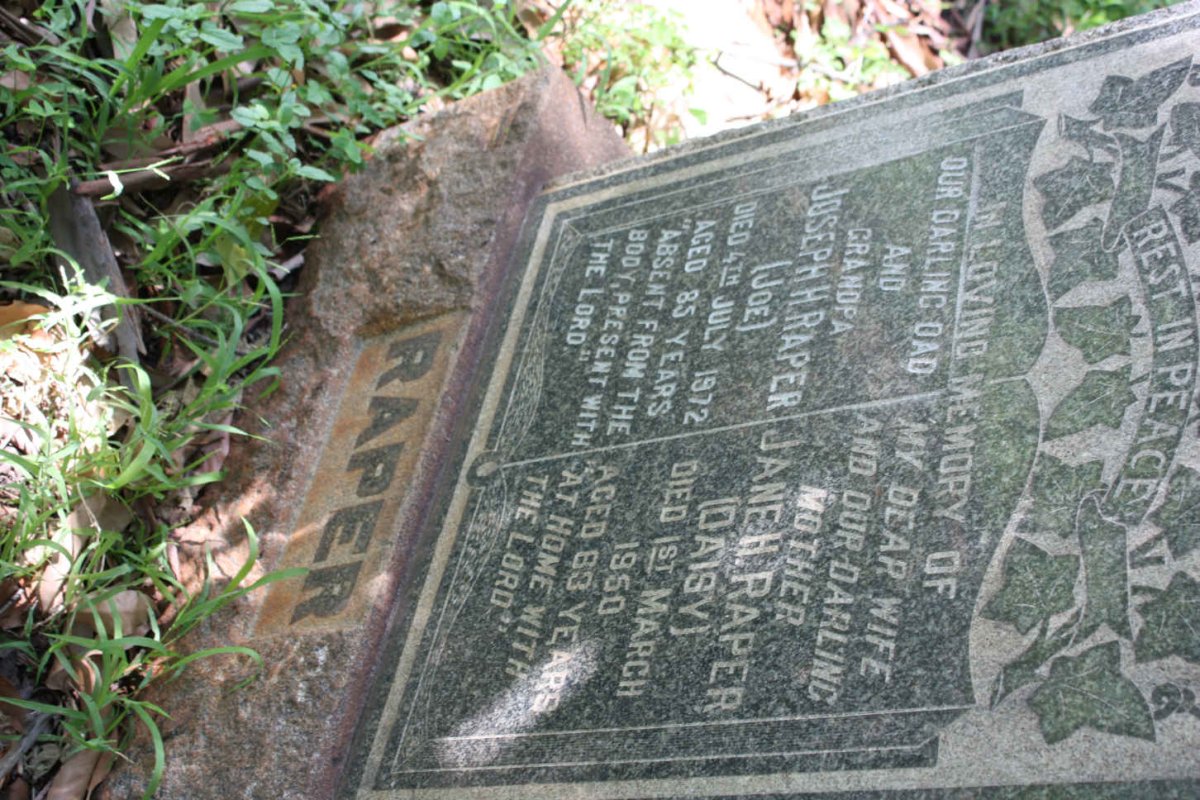 REST IN PEACE
IN LOVING MEMORY OF
OUR DARLING DAD
AND
GRANDPA
JOSEPH H RAPER
(JOE)
DIED 4TH JULY 1972
AGED 85 YEARS
"ABSENT FROM THE
BODY, PRESENT WITH
THE LORD"
MY DEAR WIFE
AND OUR DARLING
MOTHER
JANE H RAPER
(DAISY)
DIED 1ST MARCH
1950
AGED 63 YEARS
"AT HOME WITH
THE LORD"
RAPER